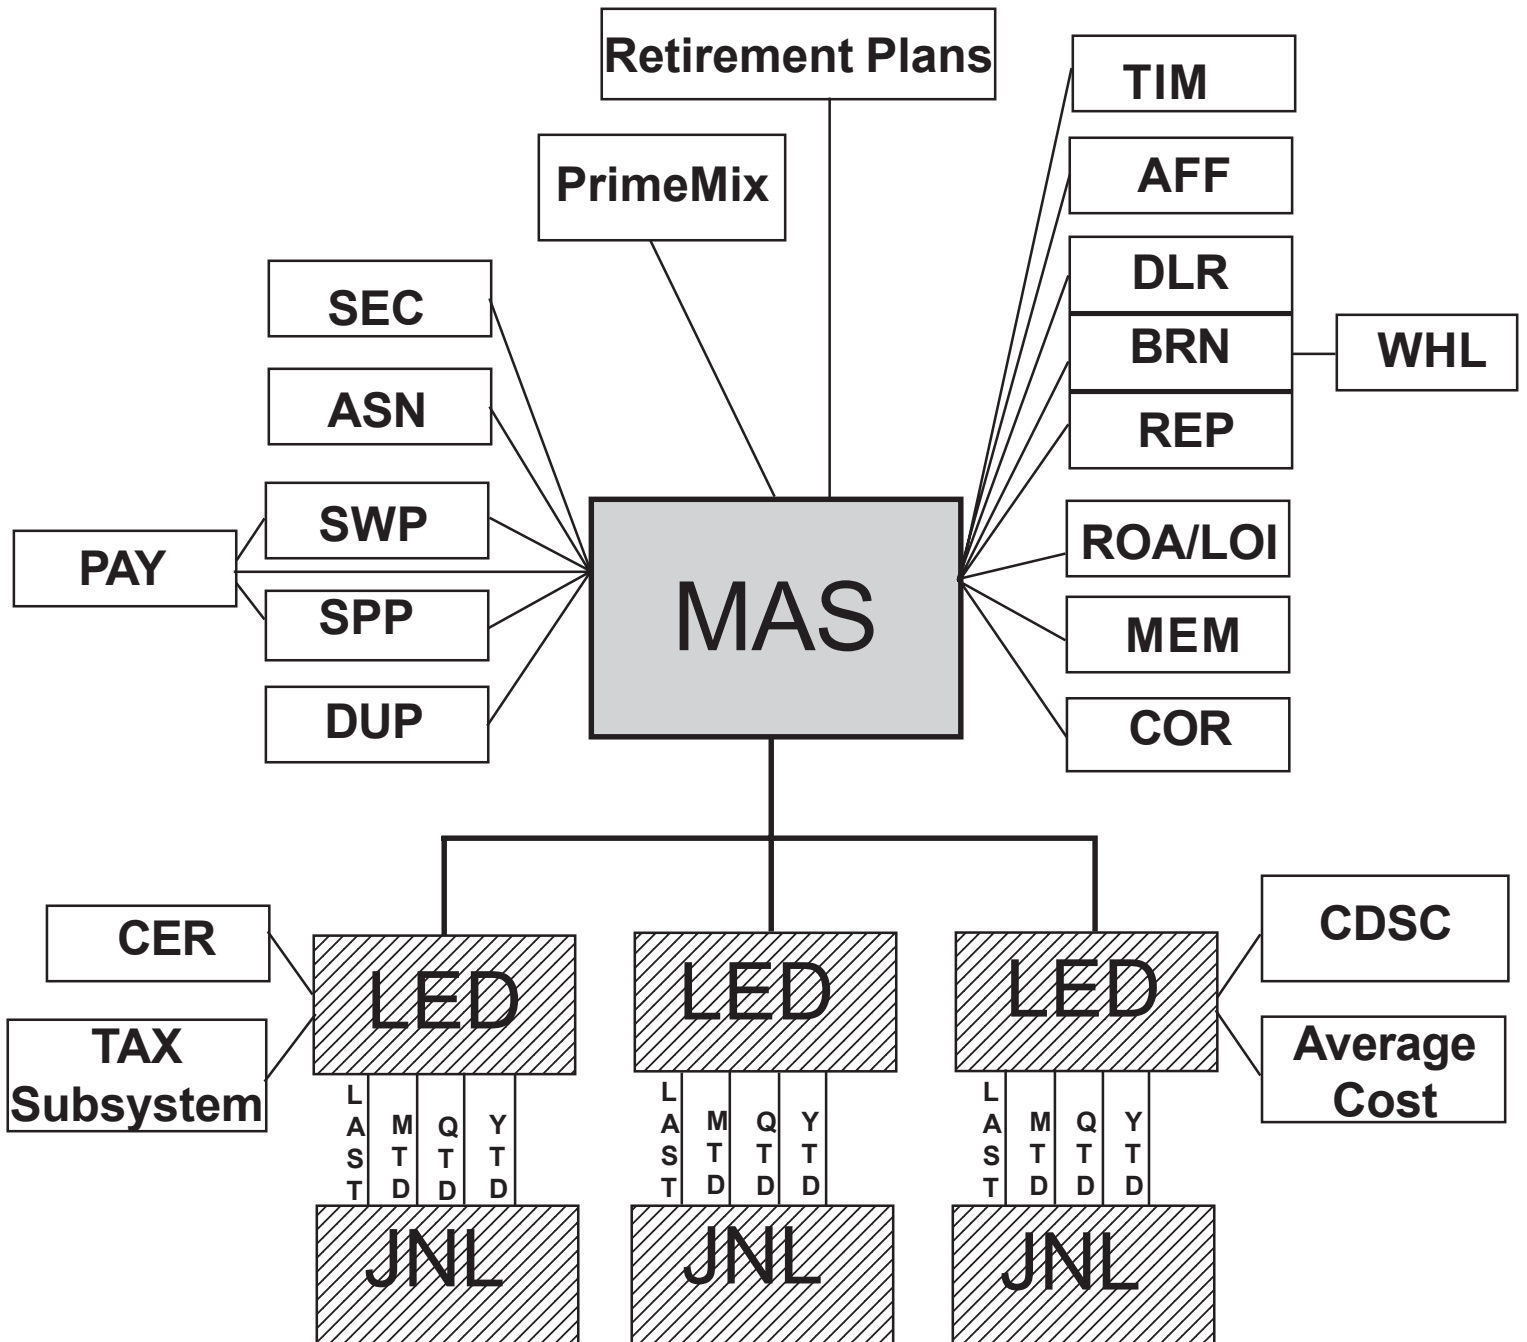 Retirement Plans
PrimeMix
TIM
AFF
DLR
BRN
WHL
REP
SEC
ASN
SWP
PAY
SPP
DUP
MAS
ROA/LOI
MEM
COR
CER
TAX
Subsystem
LED
LED
LED
CDSC
Average
Cost
LAST
MTD
QTD
YTD
LAST
MTD
QTD
YTD
LAST
MTD
QTD
YTD
JNL
JNL
JNL